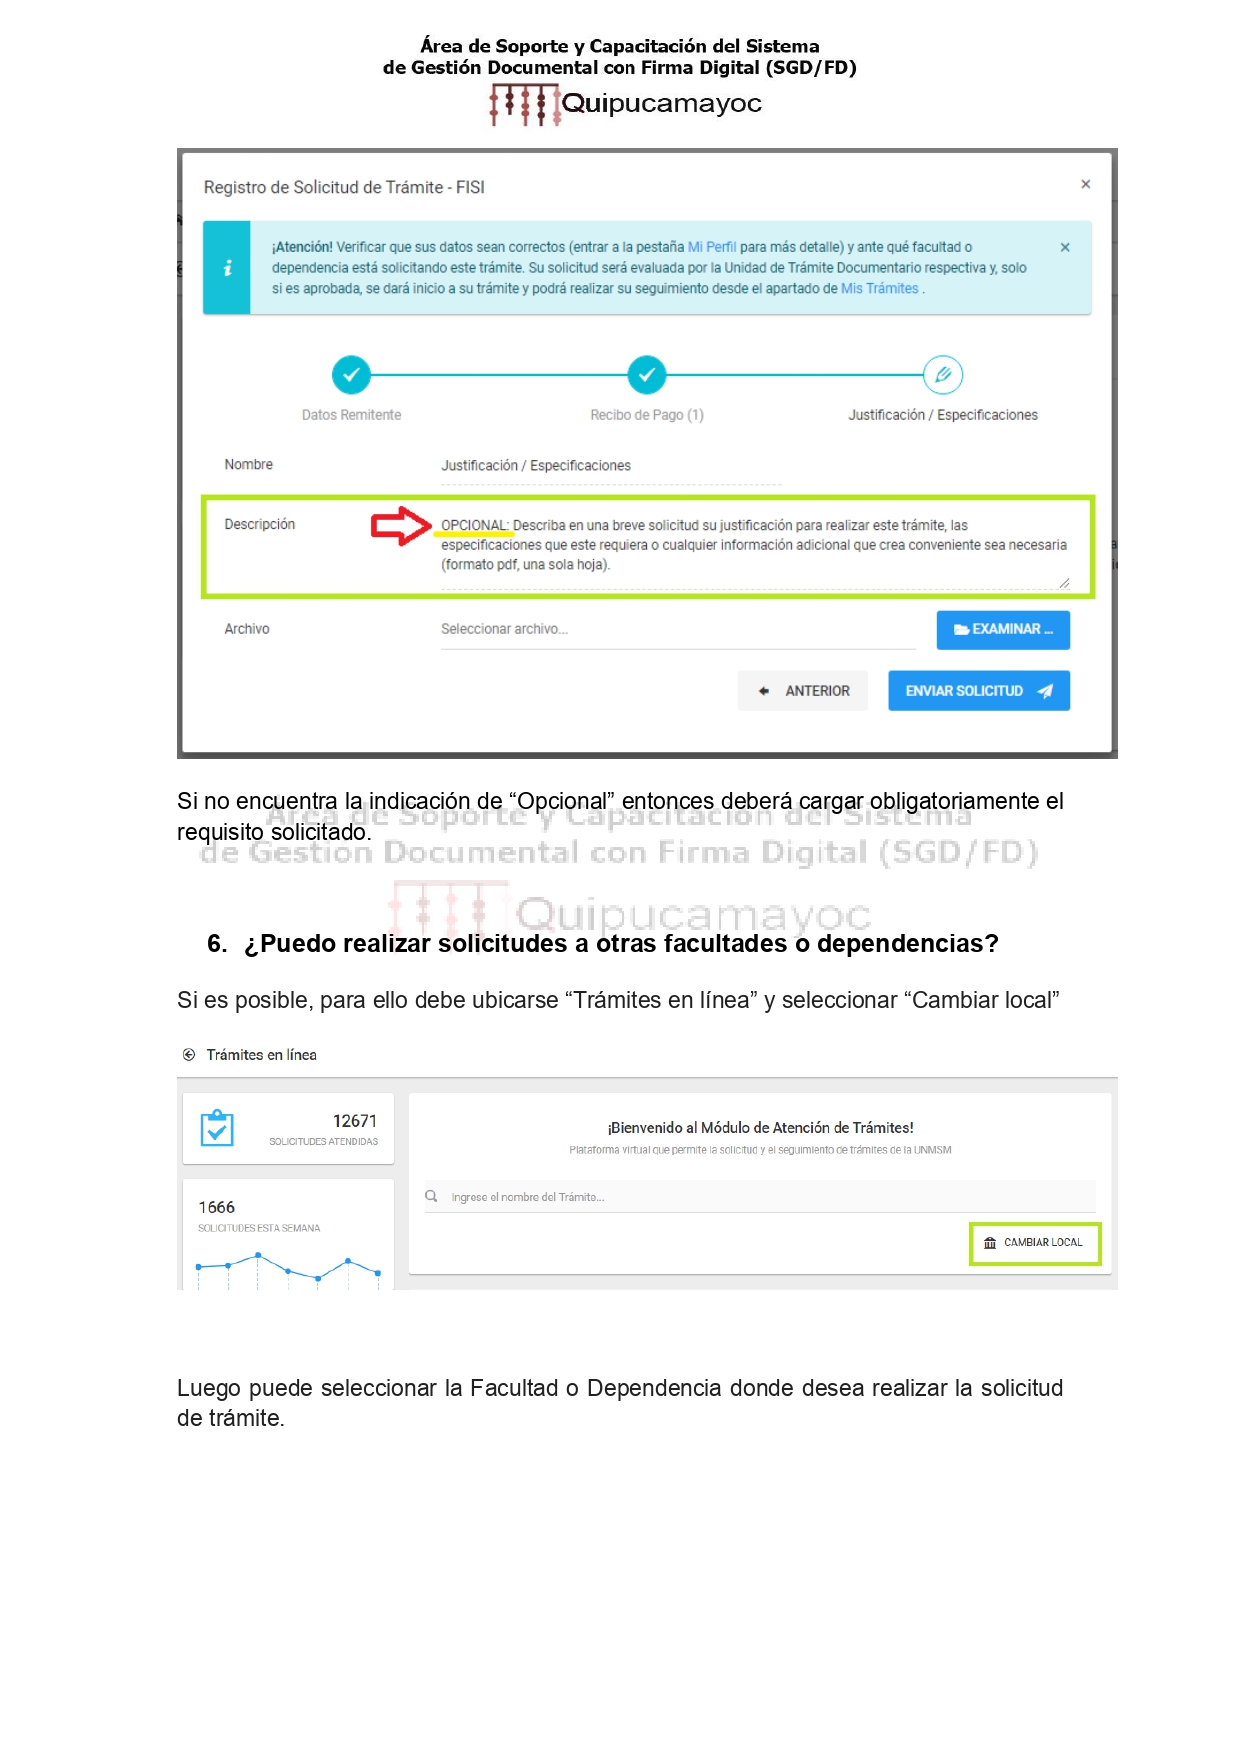 Área de Soporte y Capacitación del Sistema
de Gestión Documental con Firma Digital (SGD/FD)
Quipucamayoc
Registro de Solicitud de Trámite - FISI
¡Atención! Verificar que sus datos sean correctos (entrar a la pestaña Mi Perfil para más detalle) y ante qué facultad o
dependencia está solicitando este trámite. Su solicitud será evaluada por la Unidad de Trámite Documentario respectiva y, solo
si es aprobada, se dará inicio a su trámite y podrá realizar su seguimiento desde el apartado de Mis Trámites .
Datos Remitente
Recibo de Pago (1)
Justificación / Especificaciones
Nombre
Justificación / Especificaciones
Descripción
OPCIONAL: Describa en una breve solicitud su justificación para realizar este trámite, las
especificaciones que este requiera o cualquier información adicional que crea conveniente sea necesaria
(formato pdf, una sola hoja).
Archivo
Seleccionar archivo...
EXAMINAR ...
ANTERIOR
ENVIAR SOLICITUD
Si no encuentra la indicación de “Opcional” entonces deberá cargar obligatoriamente el
requisito solicitado.
Área de Soporte y Capacitación del Sistema
de Gestión Documental con Firma Digital (SGD/FD)
Quipucamayoc
6. ¿Puedo realizar solicitudes a otras facultades o dependencias?
Si es posible, para ello debe ubicarse “Trámites en línea” y seleccionar “Cambiar local”
Trámites en línea
12671
SOLICITUDES ATENDIDAS
1666
SOLICITUDES ESTA SEMANA
¡Bienvenido al Módulo de Atención de Trámites!
Plataforma virtual que permite la solicitud y el seguimiento de trámites de la UNMSM
Ingrese el nombre del Trámite...
CAMBIAR LOCAL
Luego puede seleccionar la Facultad o Dependencia donde desea realizar la solicitud
de trámite.